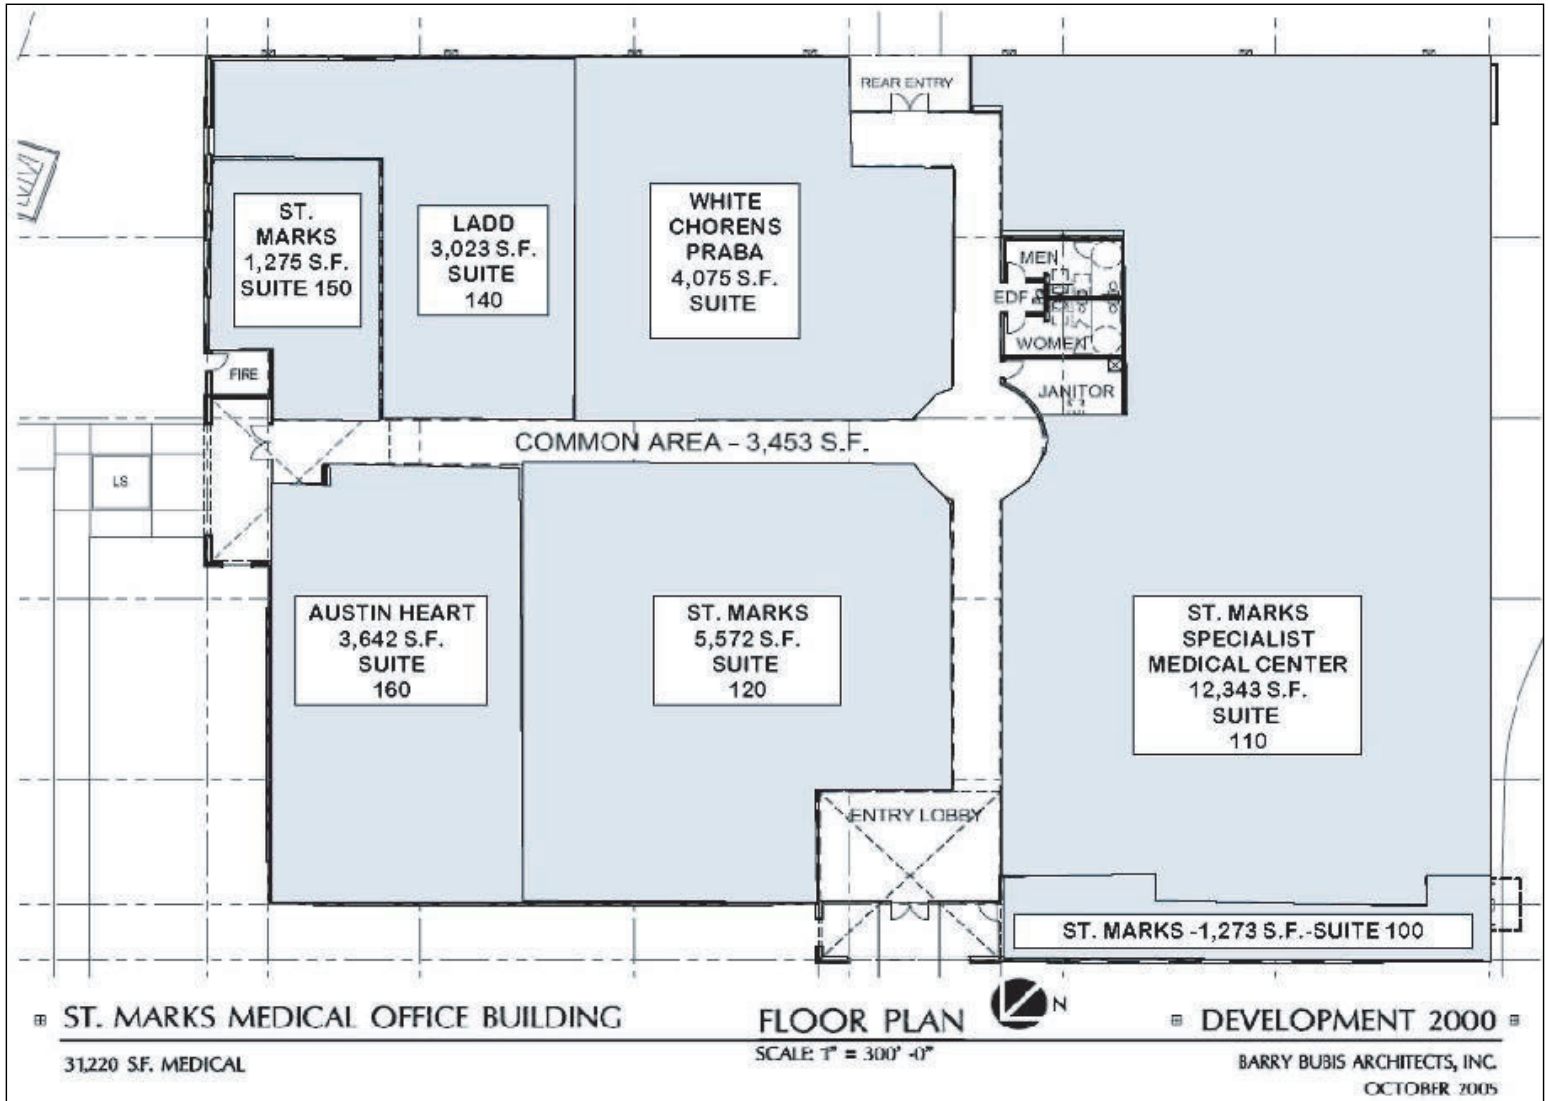 REAR ENTRY
ST.
MARKS
1,275 S.F.
SUITE 150
LADD
3,023 S.F.
SUITE
140
WHITE
CHORENS
PRABA
4,075 S.F.
SUITE
MEN
EDF
WOMEN
JANITOR
FIRE
COMMON AREA - 3,453 S.F.
LS
AUSTIN HEART
3,642 S.F.
SUITE
160
ST. MARKS
5,572 S.F.
SUITE
120
ST. MARKS
SPECIALIST
MEDICAL CENTER
12,343 S.F.
SUITE
110
ENTRY LOBBY
ST. MARKS -1,273 S.F.-SUITE 100
N
ST. MARKS MEDICAL OFFICE BUILDING
FLOOR PLAN
DEVELOPMENT 2000
31,220 S.F. MEDICAL
SCALE: 1" = 300' -0"
BARRY BUBIS ARCHITECTS, INC.
OCTOBER 2005